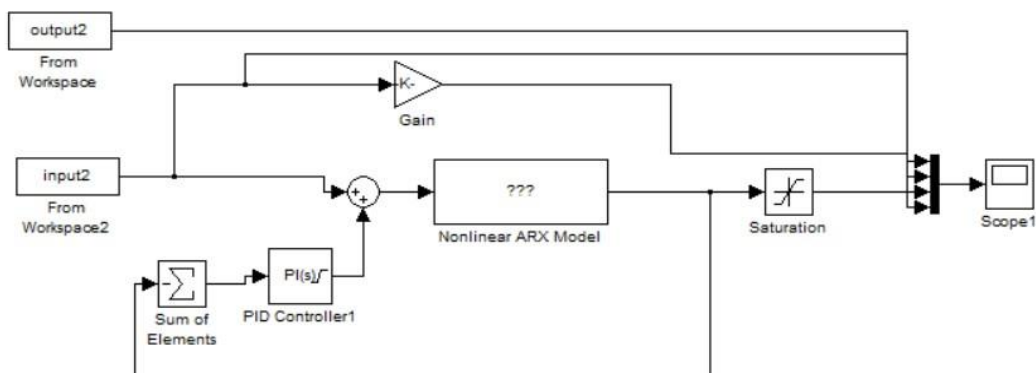 output2
From
Workspace
-K-
Gain
input2
From
Workspace2
+
+
???
Nonlinear ARX Model
Saturation
Scope1
PI(s)
PID Controller1
Sum of
Elements